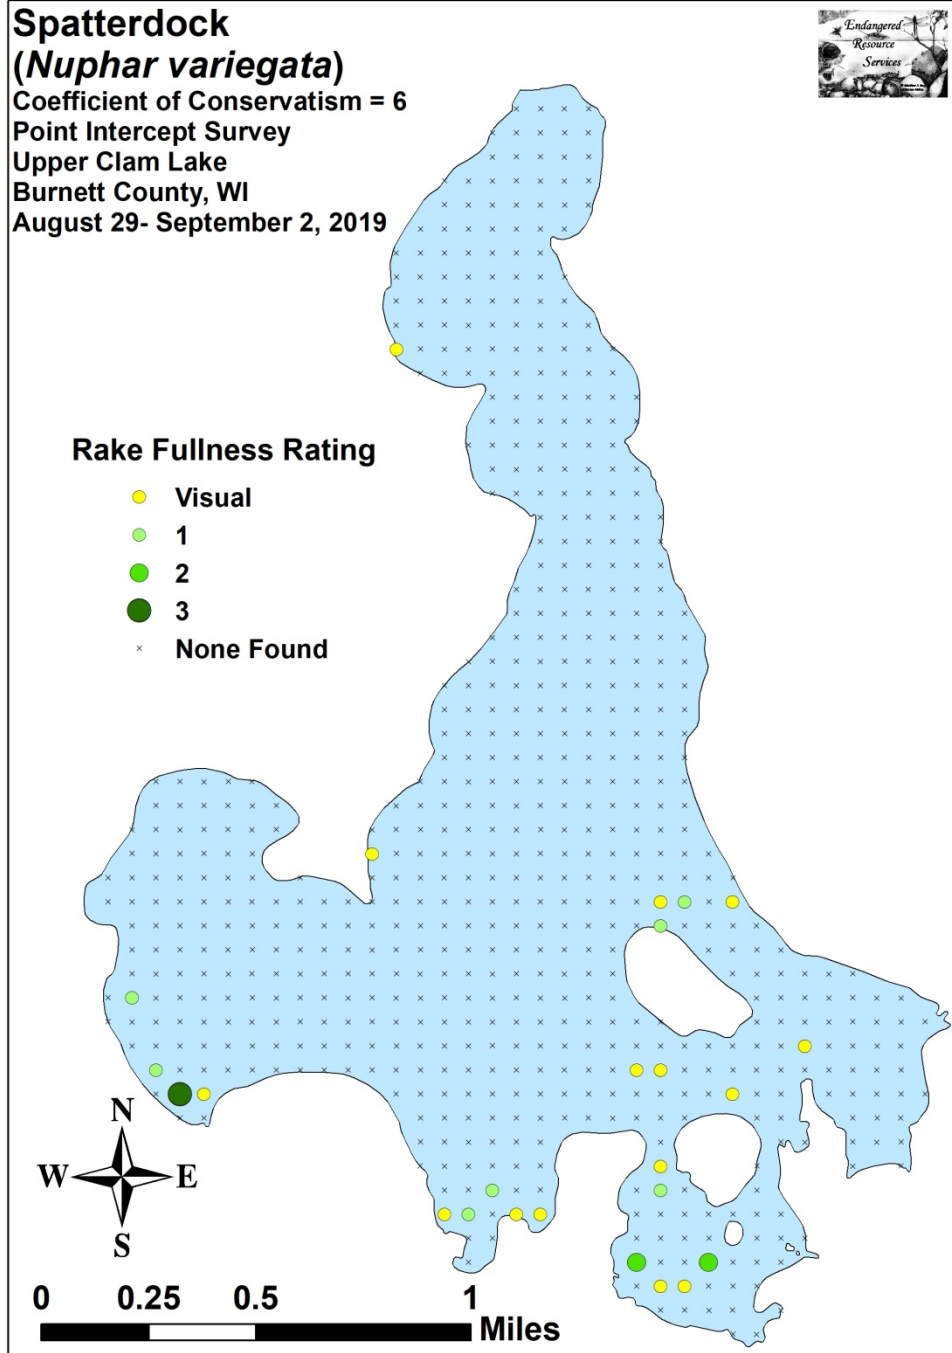 Spatterdock
(Nuphar variegata)
Coefficient of Conservatism = 6
Point Intercept Survey
Upper Clam Lake
Burnett County, WI
August 29- September 2, 2019
Endangered
Resource
Services
Rake Fullness Rating
Visual
1
2
3
None Found
N
W E
S
0 0.25 0.5 1
Miles